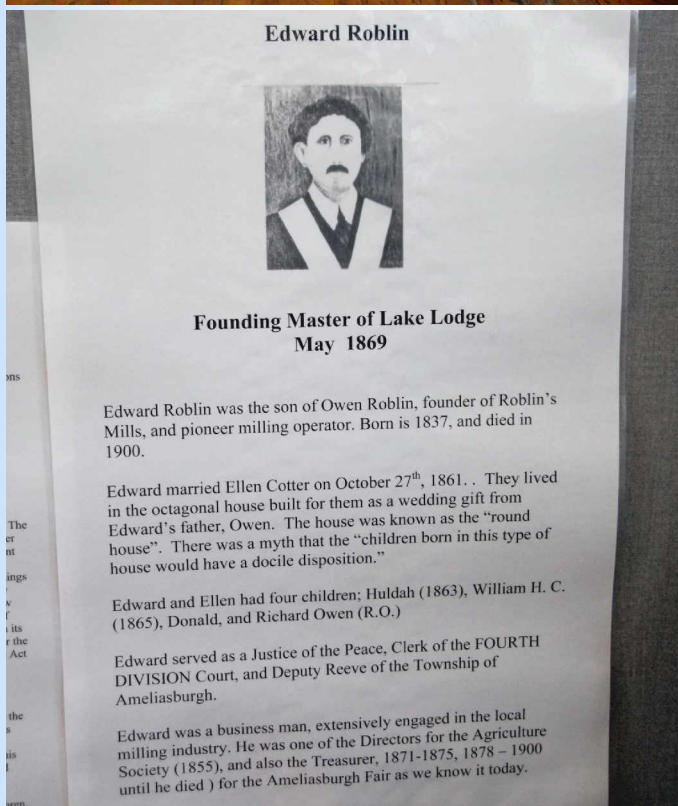 Edward Roblin
Founding Master of Lake Lodge
May 1869
Edward Roblin was the son of Owen Roblin, founder of Roblin's
Mills, and pioneer milling operator. Born is 1837, and died in
1900.
Edward married Ellen Cotter on October 27th, 1861. . They lived
in the octagonal house built for them as a wedding gift from
Edward's father, Owen. The house was known as the “round
house”. There was a myth that the “children born in this type of
house would have a docile disposition.”
Edward and Ellen had four children; Huldah (1863), William H. C.
(1865), Donald, and Richard Owen (R.O.)
Edward served as a Justice of the Peace, Clerk of the FOURTH
DIVISION Court, and Deputy Reeve of the Township of
Ameliasburgh.
Edward was a business man, extensively engaged in the local
milling industry. He was one of the Directors for the Agriculture
Society (1855), and also the Treasurer, 1871-1875, 1878 – 1900
until he died ) for the Ameliasburgh Fair as we know it today.
The
its
the
Act
the